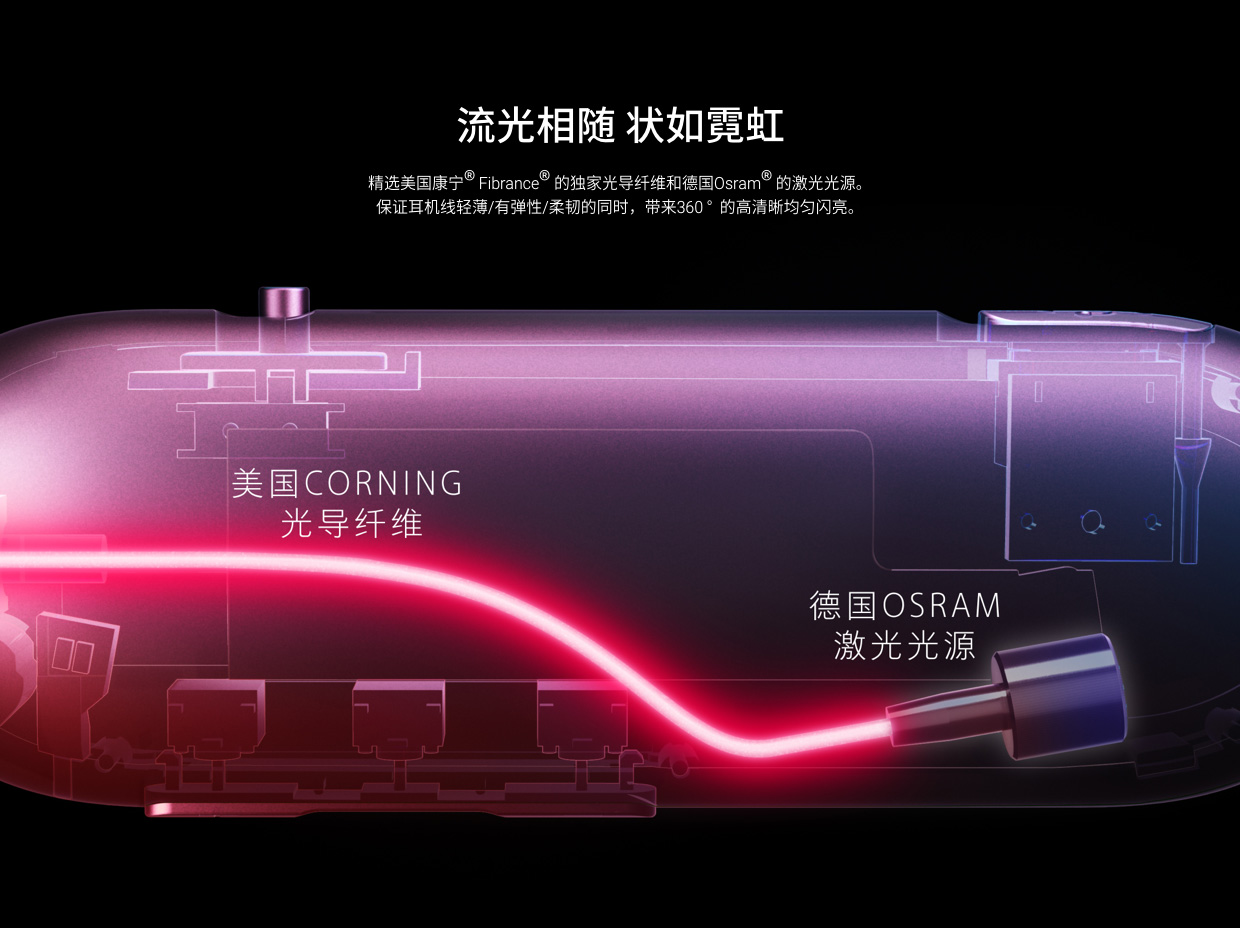 流光相随 状如霓虹
精选美国康宁® Fibrance® 的独家光导纤维和德国Osram® 的激光光源。
保证耳机线轻薄/有弹性/柔韧的同时，带来360°的高清晰均匀闪亮。
美国CORNING
光导纤维
德国OSRAM
激光光源